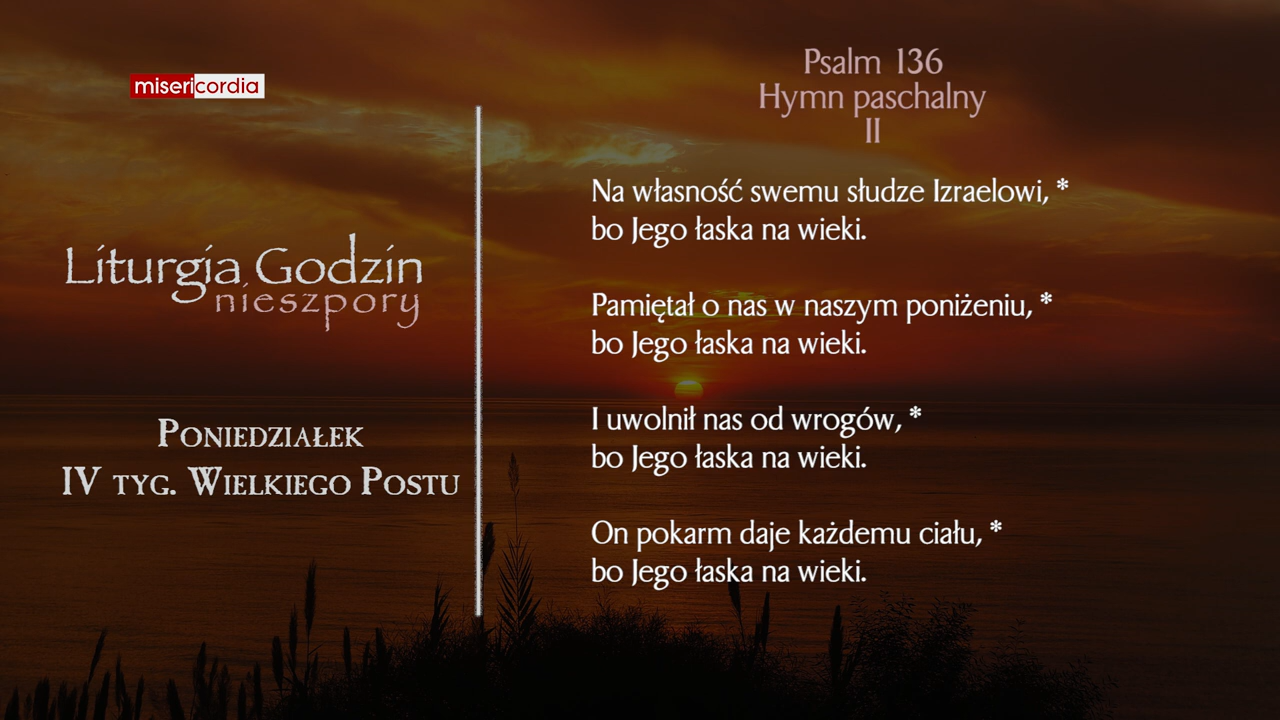 misericordia
Liturgia Godzin
nieszpory
Poniedziałek
IV tyg. Wielkiego Postu
Psalm 136
Hymn paschalny
II
Na własność swemu słudze Izraelowi, *
bo Jego łaska na wieki.
Pamiętał o nas w naszym poniżeniu, *
bo Jego łaska na wieki.
I uwolnił nas od wrogów, *
bo Jego łaska na wieki.
On pokarm daje każdemu ciału, *
bo Jego łaska na wieki.